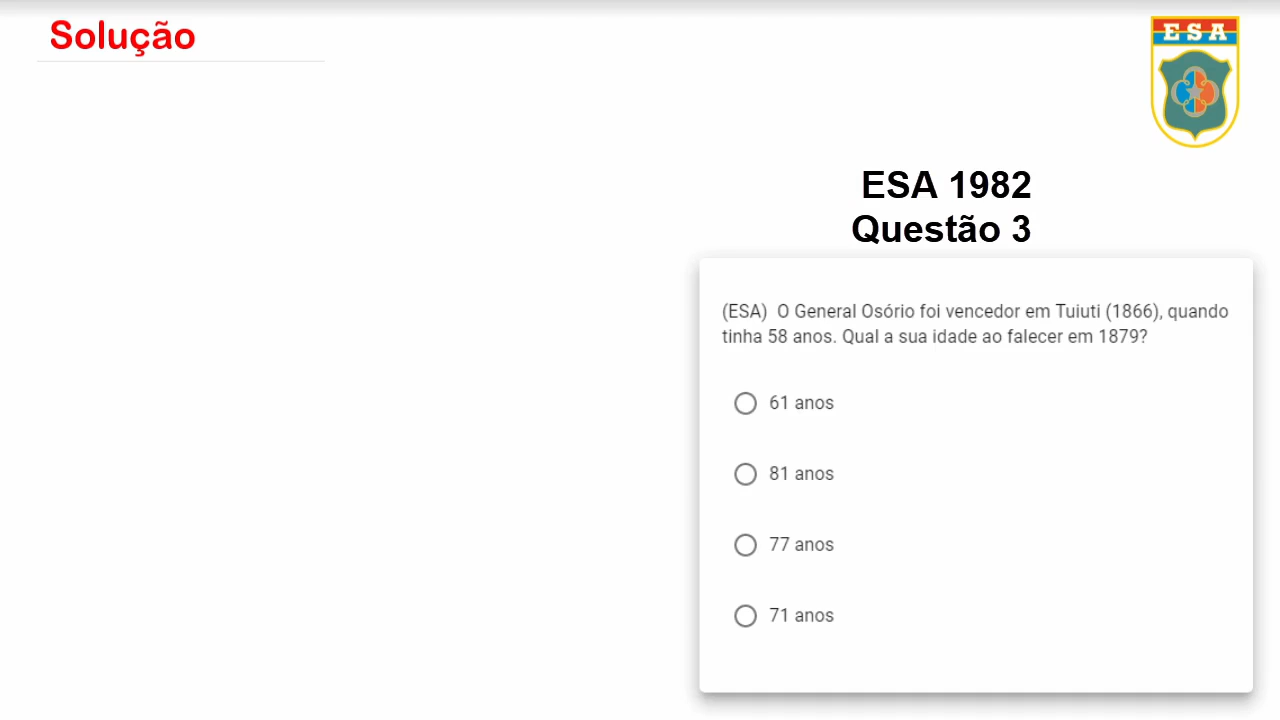 Solução
ESA
ESA 1982
Questão 3
(ESA)  O General Osório foi vencedor em Tuiuti (1866), quando
tinha 58 anos. Qual a sua idade ao falecer em 1879?
61 anos
81 anos
77 anos
71 anos